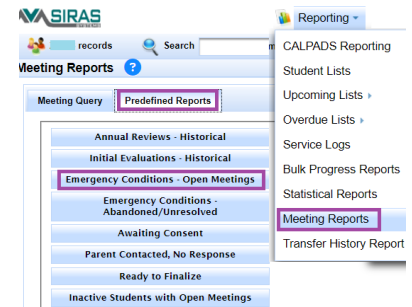 SIRAS
SYSTEMS
Reporting
records Search
Meeting Reports ?
Meeting Query Predefined Reports
Annual Reviews - Historical
Initial Evaluations - Historical
Emergency Conditions - Open Meetings
Emergency Conditions -
Abandoned/Unresolved
Awaiting Consent
Parent Contacted, No Response
Ready to Finalize
Inactive Students with Open Meetings
CALPADS Reporting
Student Lists
Upcoming Lists
Overdue Lists
Service Logs
Bulk Progress Reports
Statistical Reports
Meeting Reports
Transfer History Report